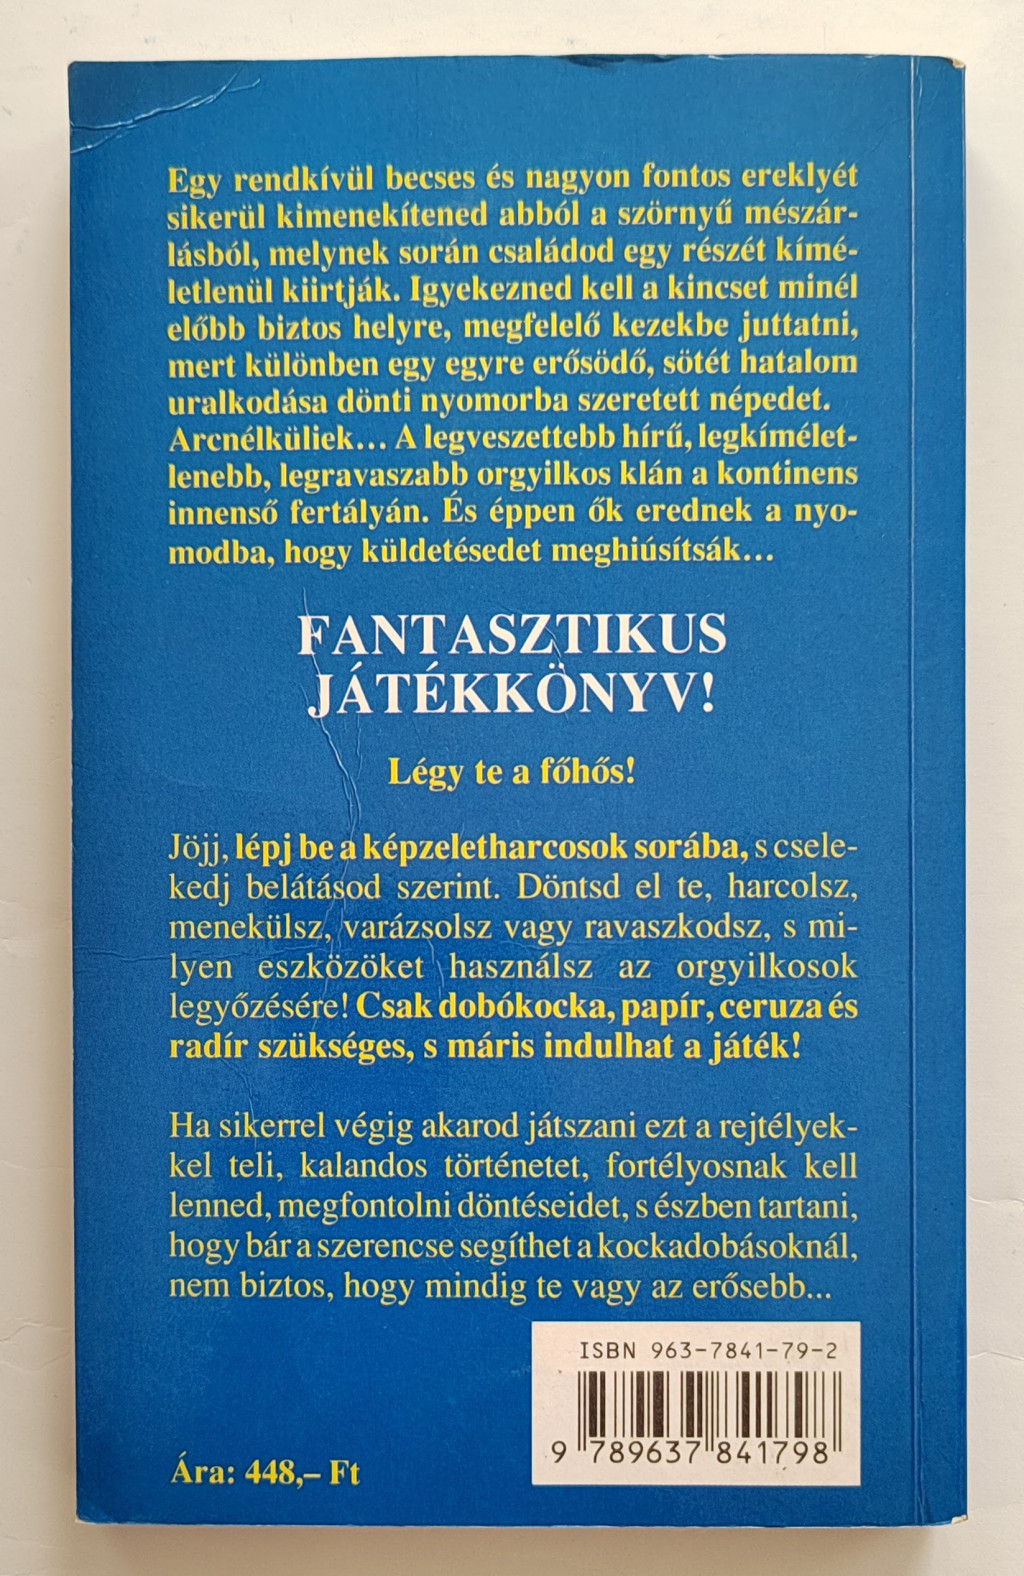 Egy rendkívül becses és nagyon fontos ereklyét
sikerül kimenekítened abból a szörnyű mészár-
lásból, melynek során családod egy részét kímé-
letlenül kiirtják. Igyekezned kell a kincset minél
előbb biztos helyre, megfelelő kezekbe juttatni,
mert különben egy egyre erősödő, sötét hatalom
uralkodása dönti nyomorba szeretett népedet.
Arcnélküliek... A legveszettebb hírű, legkímélet-
lenebb, legravaszabb orgyilkos klán a kontinens
innenső fertályán. És éppen ők erednek a nyo-
modba, hogy küldetésedet meghiúsítsák...
FANTASZTIKUS
JÁTÉKKÖNYV!
Légy te a főhős!
Jöjj, lépj be a képzeletharcosok sorába, s csele-
kedj belátásod szerint. Döntsd el te, harcolsz,
menekülsz, varázsolsz vagy ravaszkodsz, s mi-
lyen eszközöket használsz az orgyilkosok
legyőzésére! Csak dobókocka, papír, ceruza és
radír szükséges, s máris indulhat a játék!
Ha sikerrel végig akarod játszani ezt a rejtélyek-
kel teli, kalandos történetet, fortélyosnak kell
lenned, megfontolni döntéseidet, s észben tartani,
hogy bár a szerencse segíthet a kockadobásoknál,
nem biztos, hogy mindig te vagy az erősebb...
ISBN 963-7841-79-2
9 789637 841798
Ára: 448,– Ft